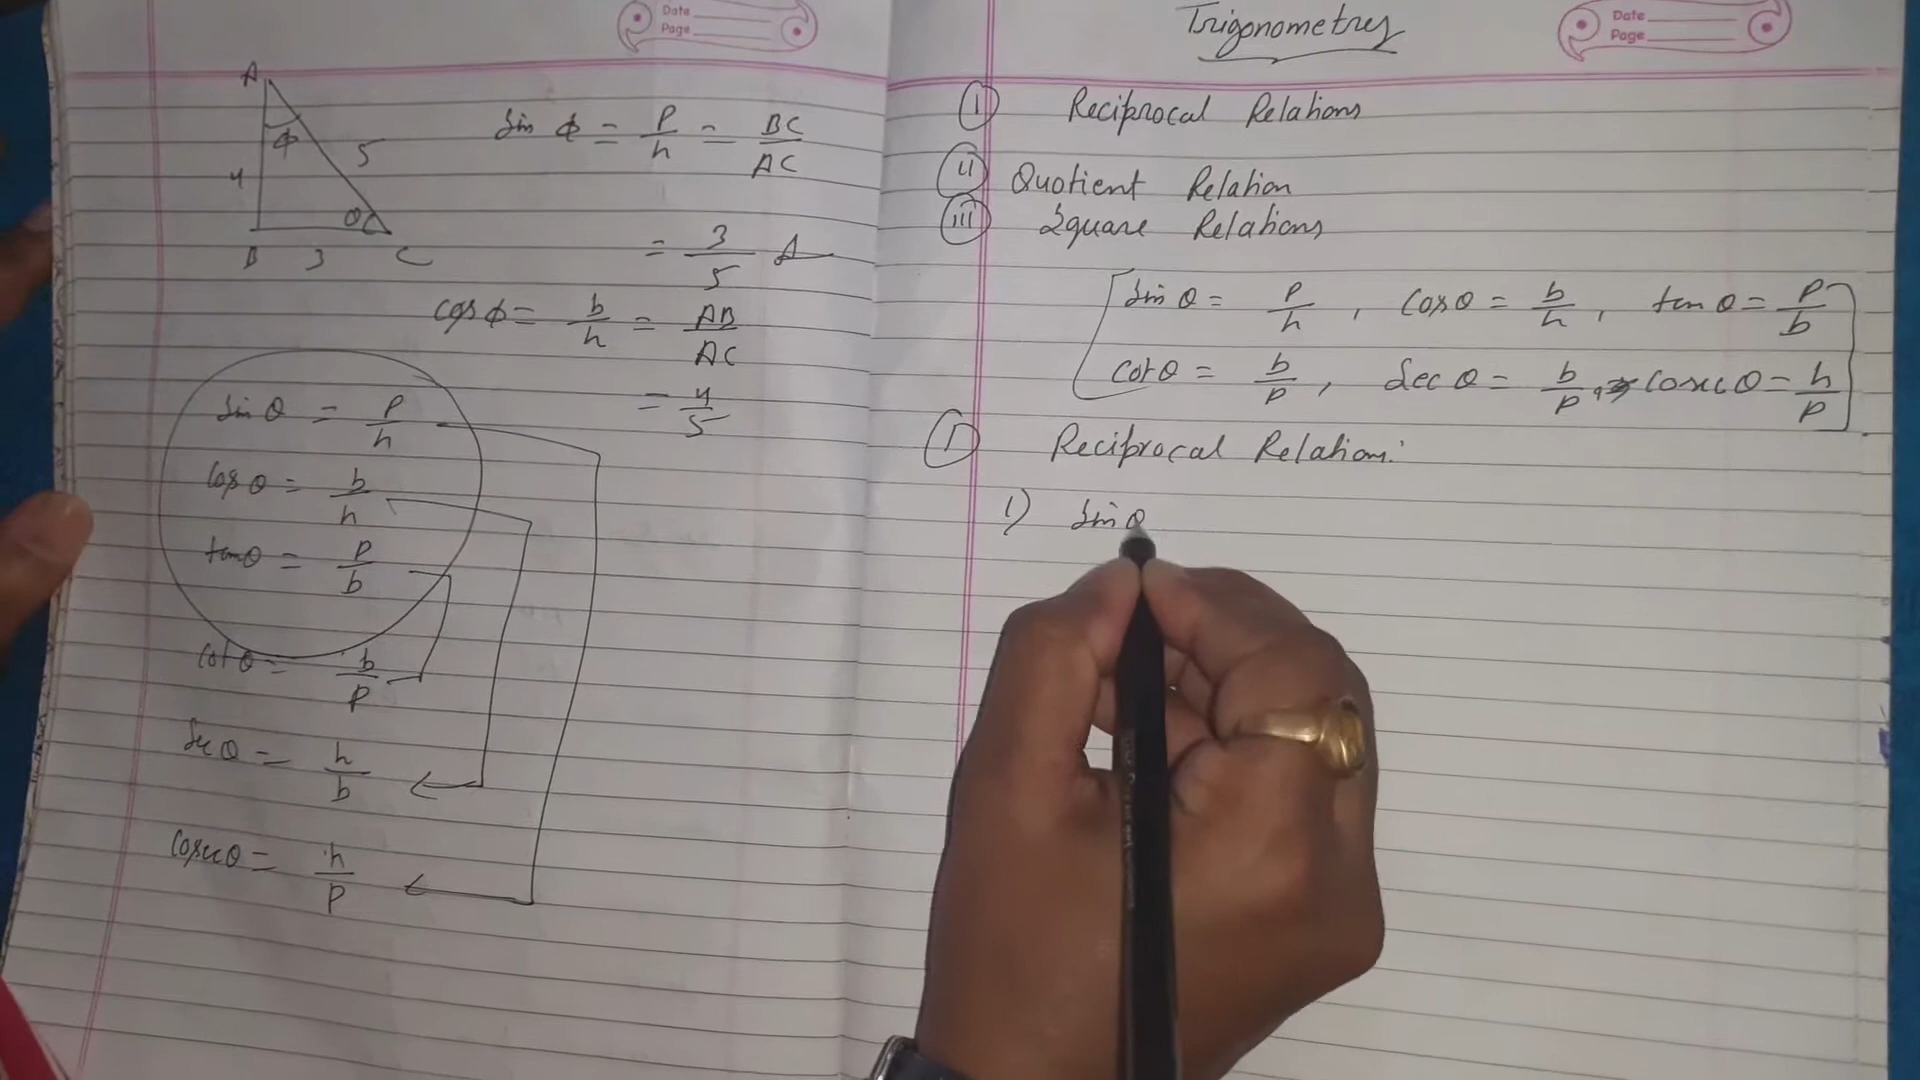 Date
Page
A
ϕ
5
4
θ
B 3 C
Sin ϕ = p/h = BC/AC
= 3/5
cos ϕ = b/h = AB/AC
= 4/5
Sin θ = p/h
cos θ = b/h
tan θ = p/b
cot θ = b/p
Sec θ = h/b
Cosec θ = h/p
Trigonometry
Date
Page
(I) Reciprocal Relations
(II) Quotient Relation
(III) Square Relations
[Sin θ = p/h , Cos θ = b/h , tan θ = p/b
Cot θ = b/p , Sec θ = b/p , Cosec θ = h/p]
(I) Reciprocal Relation:
1) Sin θ